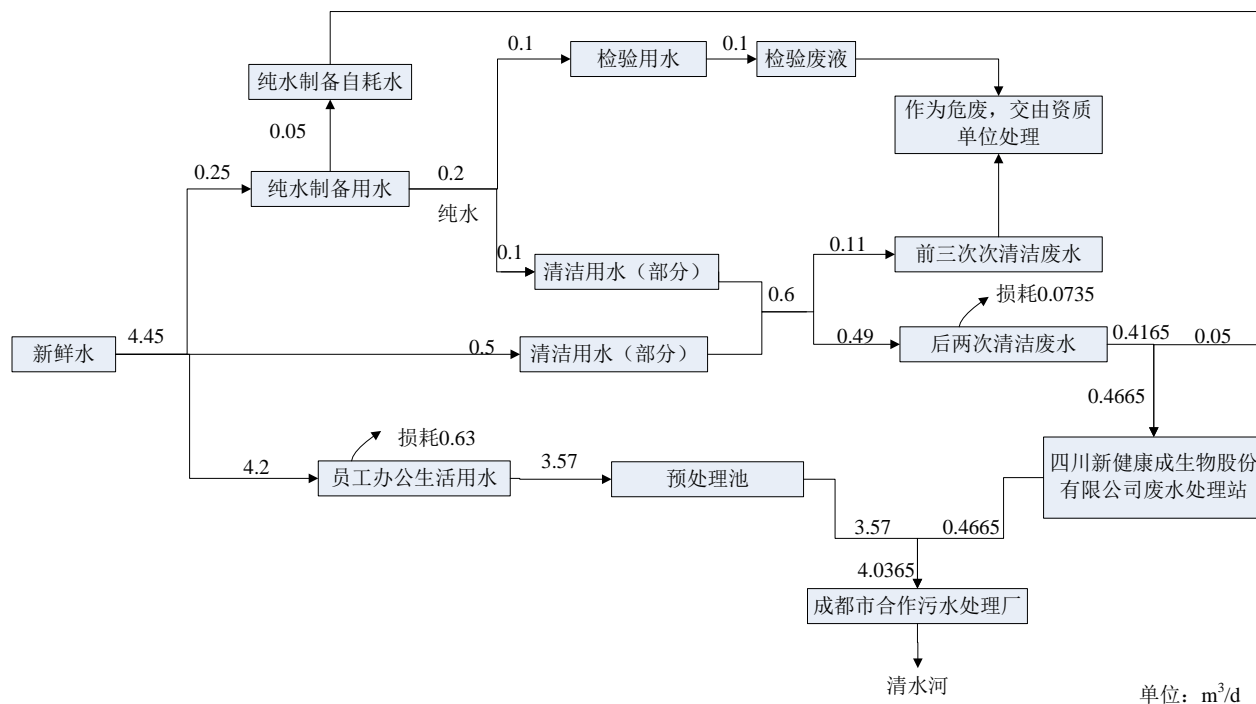 0.1
检验用水
0.1
检验废液
纯水制备自耗水
作为危废，交由资质
单位处理
0.05
0.25
纯水制备用水
0.2
纯水
0.11
前三次次清洁废水
0.1
清洁用水（部分）
0.6
损耗0.0735
新鲜水
4.45
0.5
清洁用水（部分）
0.49
后两次清洁废水
0.4165
0.05
0.4665
损耗0.63
4.2
员工办公生活用水
3.57
预处理池
四川新健康成生物股份
有限公司废水处理站
3.57
0.4665
4.0365
成都市合作污水处理厂
清水河
单位：m³/d